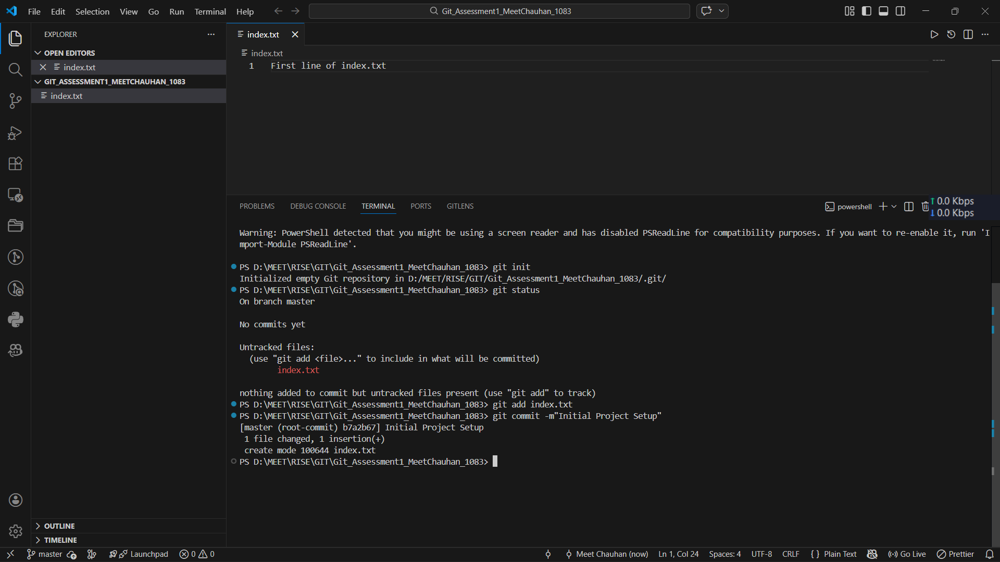 File Edit Selection View Go Run Terminal Help
Git_Assessment1_MeetChauhan_1083
EXPLORER
OPEN EDITORS
index.txt
GIT_ASSESSMENT1_MEETCHAUHAN_1083
index.txt
OUTLINE
TIMELINE
index.txt
index.txt
1 First line of index.txt
PROBLEMS DEBUG CONSOLE TERMINAL PORTS GITLENS
powershell
↑ 0.0 Kbps
↓ 0.0 Kbps
Warning: PowerShell detected that you might be using a screen reader and has disabled PSReadLine for compatibility purposes. If you want to re-enable it, run 'I
mport-Module PSReadLine'.
PS D:\MEET\RISE\GIT\Git_Assessment1_MeetChauhan_1083> git init
Initialized empty Git repository in D:/MEET/RISE/GIT/Git_Assessment1_MeetChauhan_1083/.git/
PS D:\MEET\RISE\GIT\Git_Assessment1_MeetChauhan_1083> git status
On branch master
No commits yet
Untracked files:
(use "git add <file>..." to include in what will be committed)
index.txt
nothing added to commit but untracked files present (use "git add" to track)
PS D:\MEET\RISE\GIT\Git_Assessment1_MeetChauhan_1083> git add index.txt
PS D:\MEET\RISE\GIT\Git_Assessment1_MeetChauhan_1083> git commit -m"Initial Project Setup"
[master (root-commit) b7a2b67] Initial Project Setup
1 file changed, 1 insertion(+)
create mode 100644 index.txt
PS D:\MEET\RISE\GIT\Git_Assessment1_MeetChauhan_1083>
master Launchpad 0 0 Meet Chauhan (now) Ln 1, Col 24 Spaces: 4 UTF-8 CRLF {} Plain Text Go Live Prettier